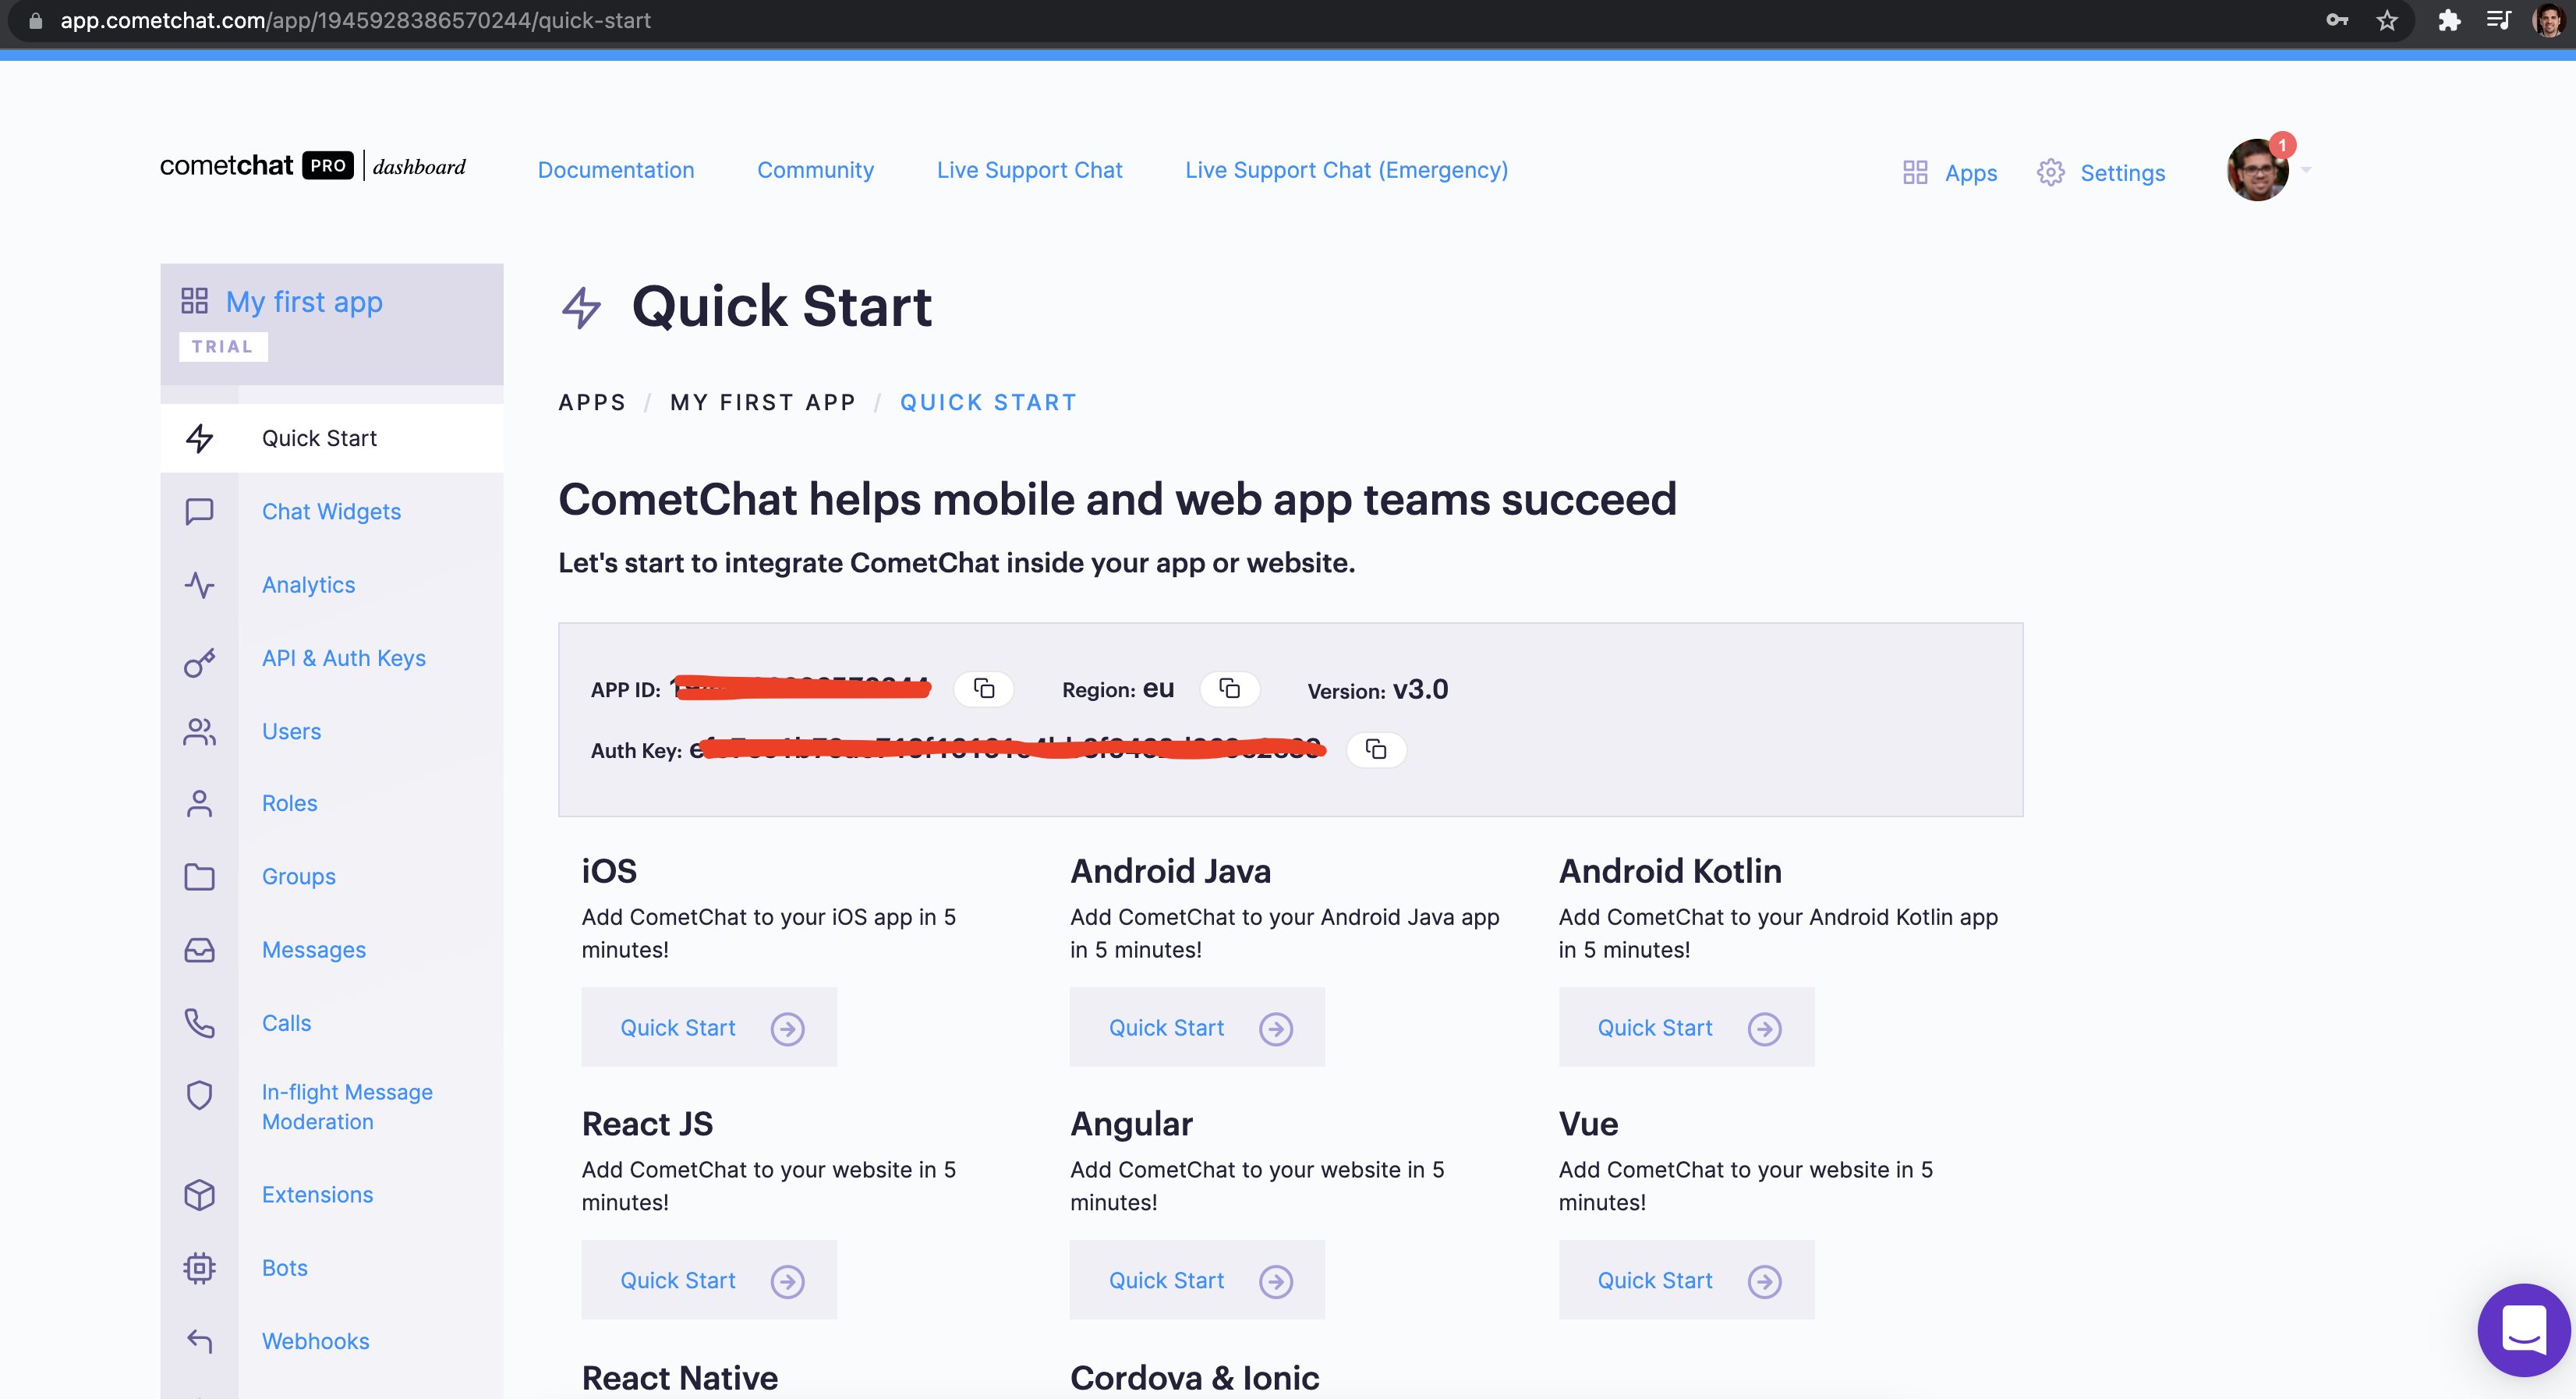 app.cometchat.com/app/1945928386570244/quick-start
cometchat PRO dashboard
Documentation
Community
Live Support Chat
Live Support Chat (Emergency)
Apps
Settings
1
My first app
TRIAL
Quick Start
Chat Widgets
Analytics
API & Auth Keys
Users
Roles
Groups
Messages
Calls
In-flight Message
Moderation
Extensions
Bots
Webhooks
Quick Start
APPS / MY FIRST APP / QUICK START
CometChat helps mobile and web app teams succeed
Let's start to integrate CometChat inside your app or website.
APP ID:
Region: eu
Version: v3.0
Auth Key:
iOS
Add CometChat to your iOS app in 5
minutes!
Quick Start
Android Java
Add CometChat to your Android Java app
in 5 minutes!
Quick Start
Android Kotlin
Add CometChat to your Android Kotlin app
in 5 minutes!
Quick Start
React JS
Add CometChat to your website in 5
minutes!
Quick Start
Angular
Add CometChat to your website in 5
minutes!
Quick Start
Vue
Add CometChat to your website in 5
minutes!
Quick Start
React Native
Cordova & Ionic